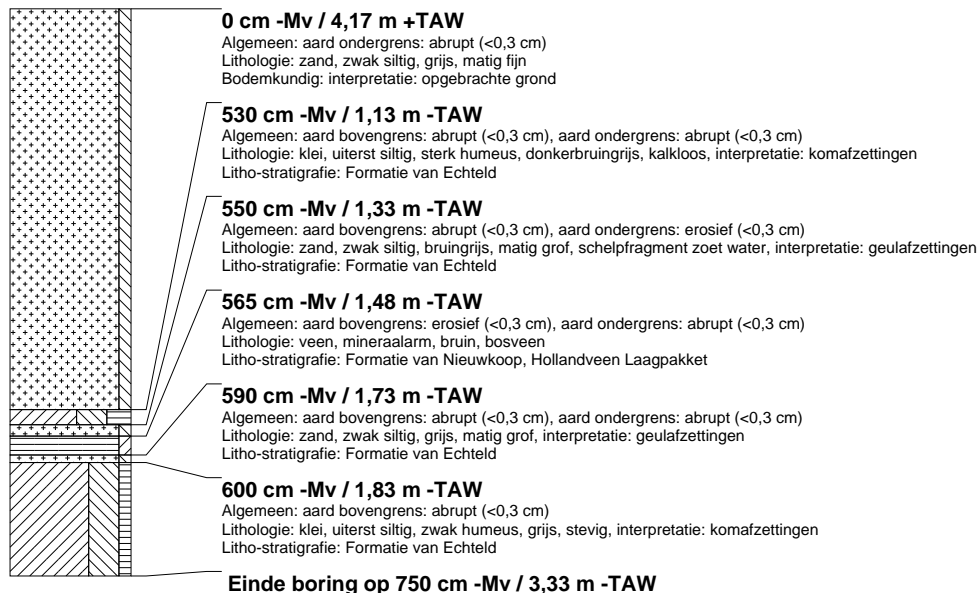 0 cm -Mv / 4,17 m +TAW
Algemeen: aard ondergrens: abrupt (<0,3 cm)
Lithologie: zand, zwak siltig, grijs, matig fijn
Bodemkundig: interpretatie: opgebrachte grond
530 cm -Mv / 1,13 m -TAW
Algemeen: aard bovengrens: abrupt (<0,3 cm), aard ondergrens: abrupt (<0,3 cm)
Lithologie: klei, uiterst siltig, sterk humeus, donkerbruingrijs, kalkloos, interpretatie: komafzettingen
Litho-stratigrafie: Formatie van Echteld
550 cm -Mv / 1,33 m -TAW
Algemeen: aard bovengrens: abrupt (<0,3 cm), aard ondergrens: erosief (<0,3 cm)
Lithologie: zand, zwak siltig, bruingrijs, matig grof, schelpfragment zoet water, interpretatie: geulafzettingen
Litho-stratigrafie: Formatie van Echteld
565 cm -Mv / 1,48 m -TAW
Algemeen: aard bovengrens: erosief (<0,3 cm), aard ondergrens: abrupt (<0,3 cm)
Lithologie: veen, mineraalarm, bruin, bosveen
Litho-stratigrafie: Formatie van Nieuwkoop, Hollandveen Laagpakket
590 cm -Mv / 1,73 m -TAW
Algemeen: aard bovengrens: abrupt (<0,3 cm), aard ondergrens: abrupt (<0,3 cm)
Lithologie: zand, zwak siltig, grijs, matig grof, interpretatie: geulafzettingen
Litho-stratigrafie: Formatie van Echteld
600 cm -Mv / 1,83 m -TAW
Algemeen: aard bovengrens: abrupt (<0,3 cm)
Lithologie: klei, uiterst siltig, zwak humeus, grijs, stevig, interpretatie: komafzettingen
Litho-stratigrafie: Formatie van Echteld
Einde boring op 750 cm -Mv / 3,33 m -TAW